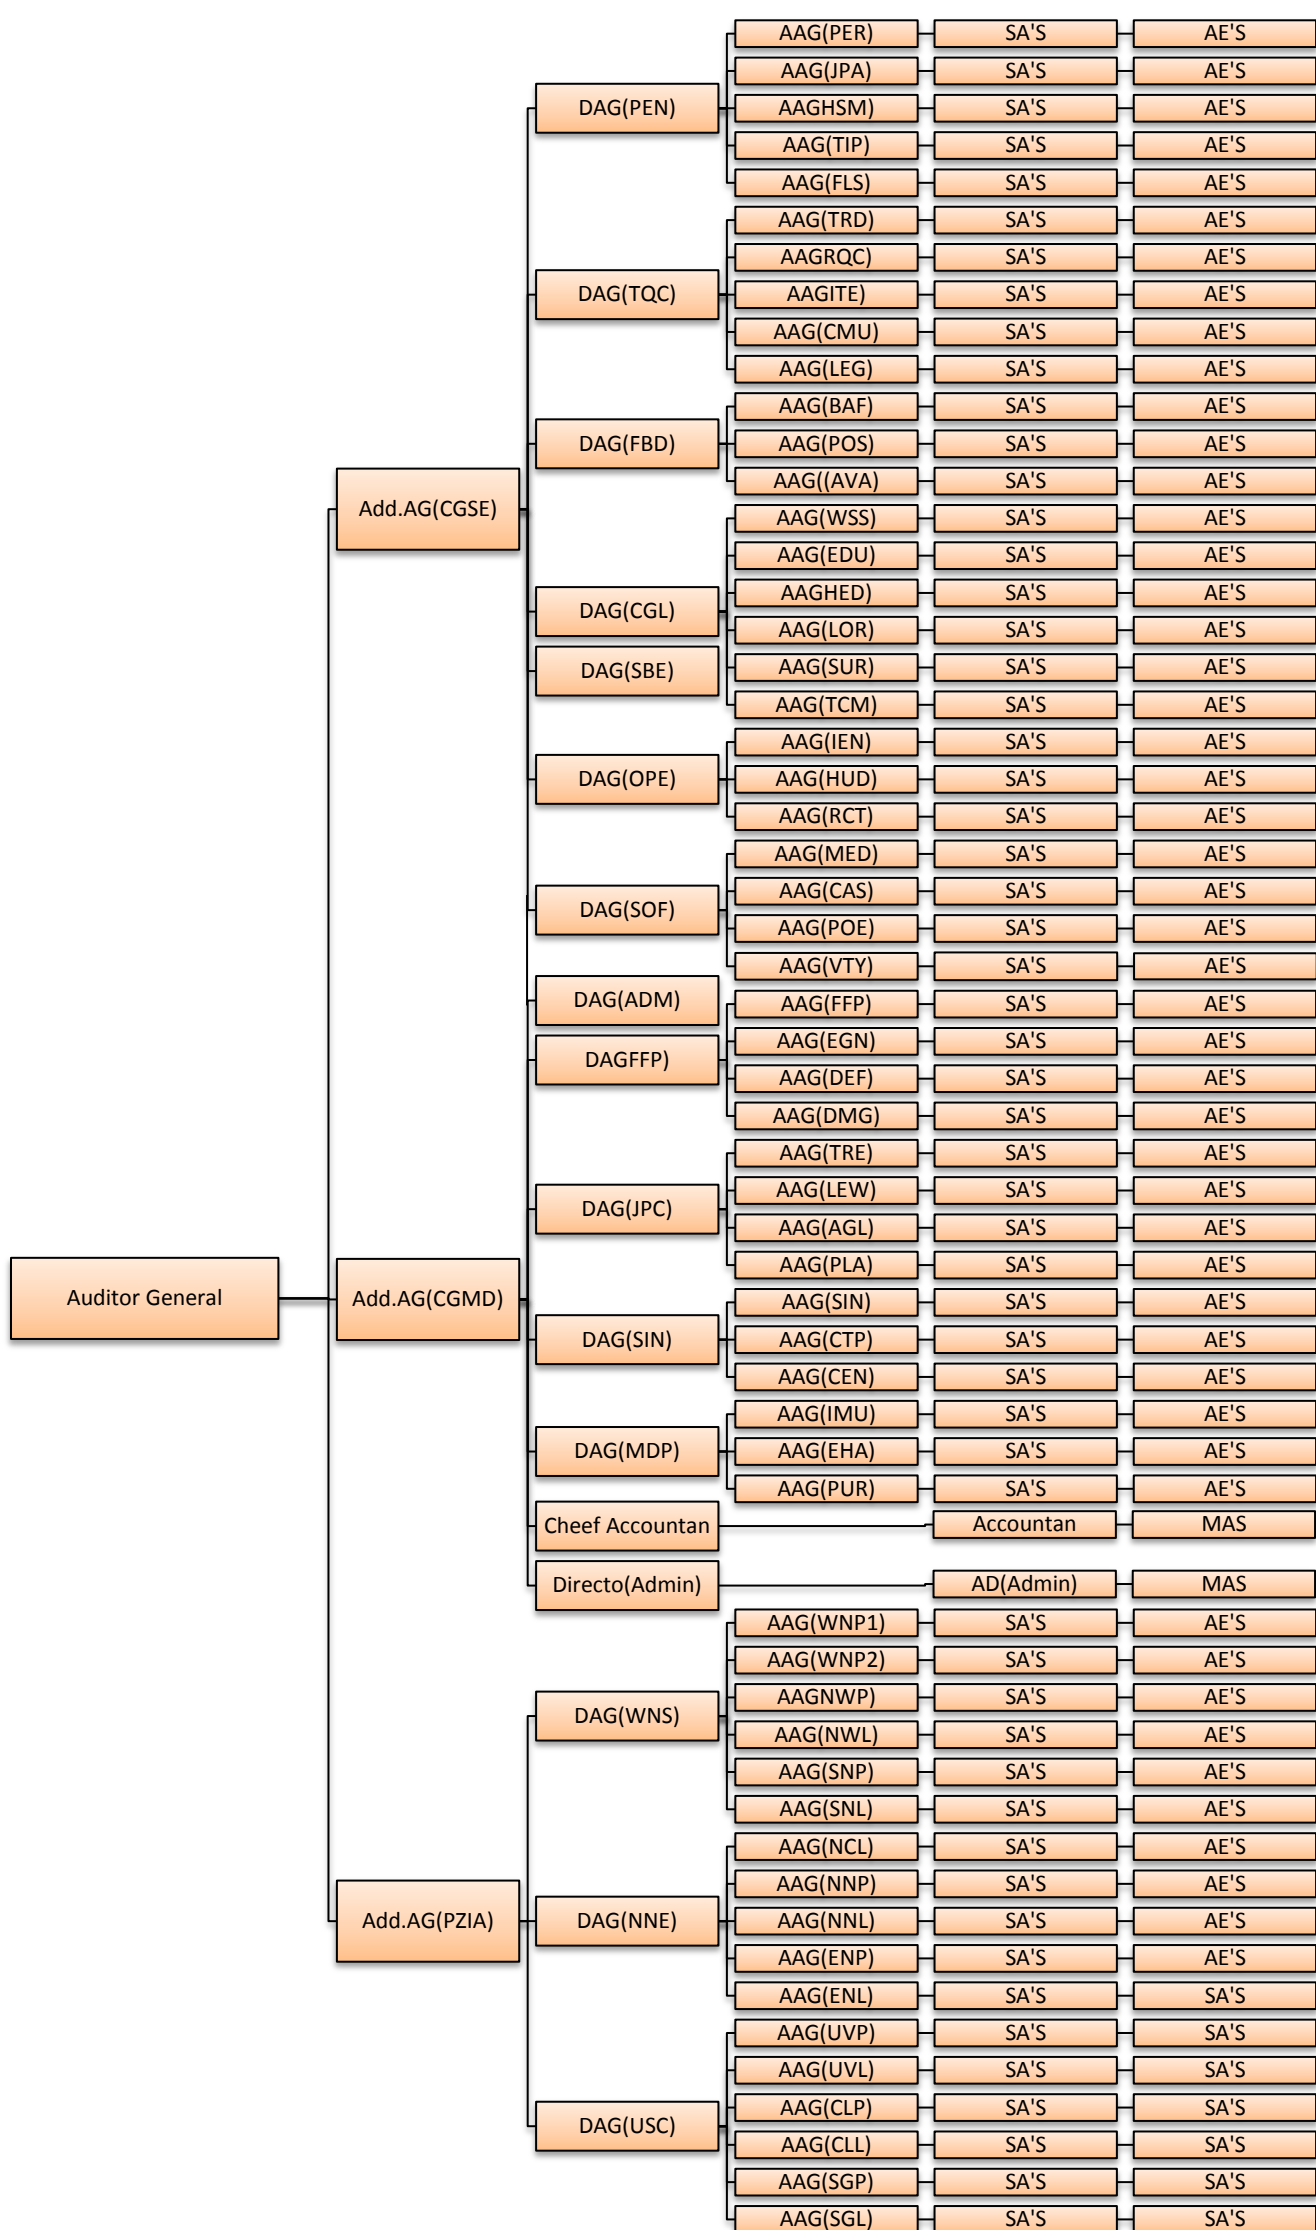 AAG(PER) SA'S AE'S
AAG(JPA) SA'S AE'S
DAG(PEN) AAGHSM) SA'S AE'S
AAG(TIP) SA'S AE'S
AAG(FLS) SA'S AE'S
AAG(TRD) SA'S AE'S
AAGRQC) SA'S AE'S
DAG(TQC) AAGITE) SA'S AE'S
AAG(CMU) SA'S AE'S
AAG(LEG) SA'S AE'S
AAG(BAF) SA'S AE'S
DAG(FBD) AAG(POS) SA'S AE'S
AAG((AVA) SA'S AE'S
Add.AG(CGSE)
AAG(WSS) SA'S AE'S
AAG(EDU) SA'S AE'S
AAGHED) SA'S AE'S
DAG(CGL)
AAG(LOR) SA'S AE'S
DAG(SBE) AAG(SUR) SA'S AE'S
AAG(TCM) SA'S AE'S
AAG(IEN) SA'S AE'S
DAG(OPE) AAG(HUD) SA'S AE'S
AAG(RCT) SA'S AE'S
AAG(MED) SA'S AE'S
AAG(CAS) SA'S AE'S
DAG(SOF)
AAG(POE) SA'S AE'S
AAG(VTY) SA'S AE'S
DAG(ADM) AAG(FFP) SA'S AE'S
AAG(EGN) SA'S AE'S
DAGFFP)
AAG(DEF) SA'S AE'S
AAG(DMG) SA'S AE'S
AAG(TRE) SA'S AE'S
AAG(LEW) SA'S AE'S
DAG(JPC)
AAG(AGL) SA'S AE'S
AAG(PLA) SA'S AE'S
Auditor General Add.AG(CGMD)
AAG(SIN) SA'S AE'S
DAG(SIN) AAG(CTP) SA'S AE'S
AAG(CEN) SA'S AE'S
AAG(IMU) SA'S AE'S
DAG(MDP) AAG(EHA) SA'S AE'S
AAG(PUR) SA'S AE'S
Cheef Accountan Accountan MAS
Directo(Admin) AD(Admin) MAS
AAG(WNP1) SA'S AE'S
AAG(WNP2) SA'S AE'S
AAGNWP) SA'S AE'S
DAG(WNS)
AAG(NWL) SA'S AE'S
AAG(SNP) SA'S AE'S
AAG(SNL) SA'S AE'S
AAG(NCL) SA'S AE'S
AAG(NNP) SA'S AE'S
Add.AG(PZIA) DAG(NNE) AAG(NNL) SA'S AE'S
AAG(ENP) SA'S AE'S
AAG(ENL) SA'S SA'S
AAG(UVP) SA'S SA'S
AAG(UVL) SA'S SA'S
AAG(CLP) SA'S SA'S
DAG(USC)
AAG(CLL) SA'S SA'S
AAG(SGP) SA'S SA'S
AAG(SGL) SA'S SA'S